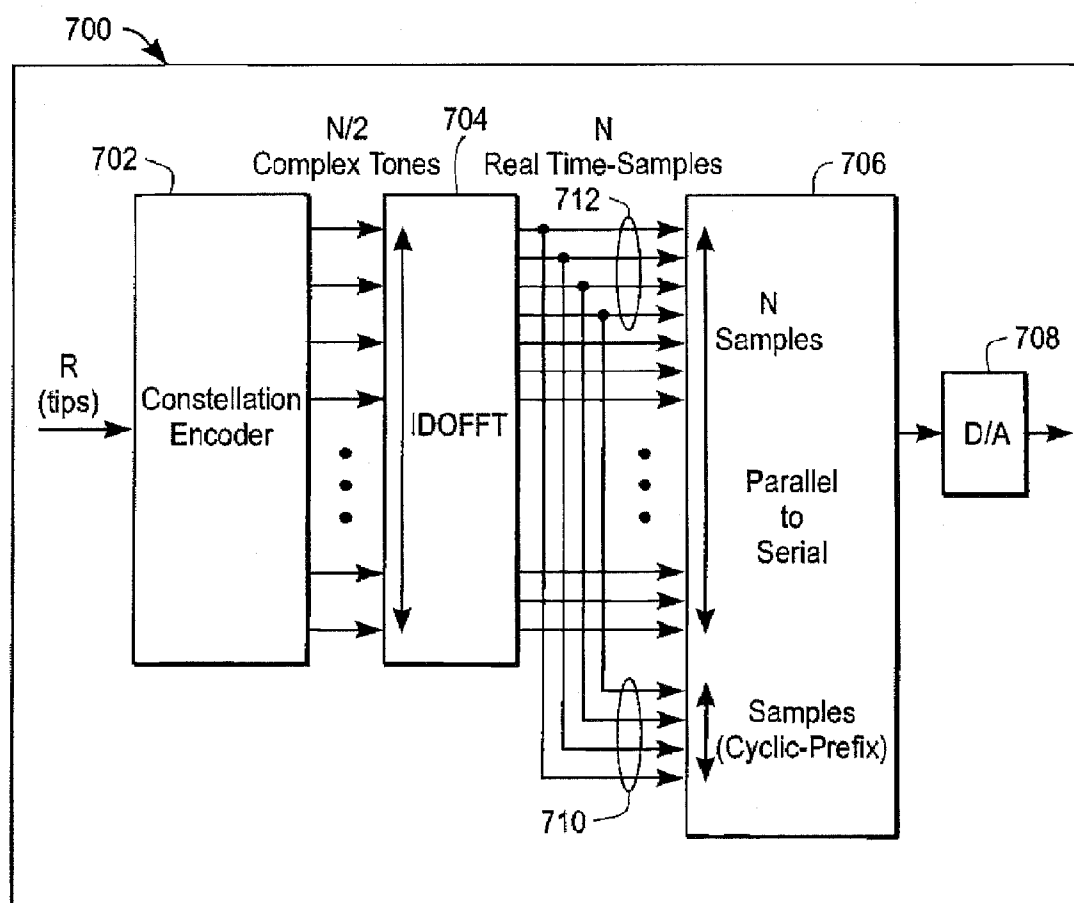 700
702
N/2
Complex Tones
704
N
Real Time-Samples
706
712
N
Samples
708
R
(tips)
Constellation
Encoder
IDOFFT
D/A
Parallel
to
Serial
Samples
(Cyclic-Prefix)
710